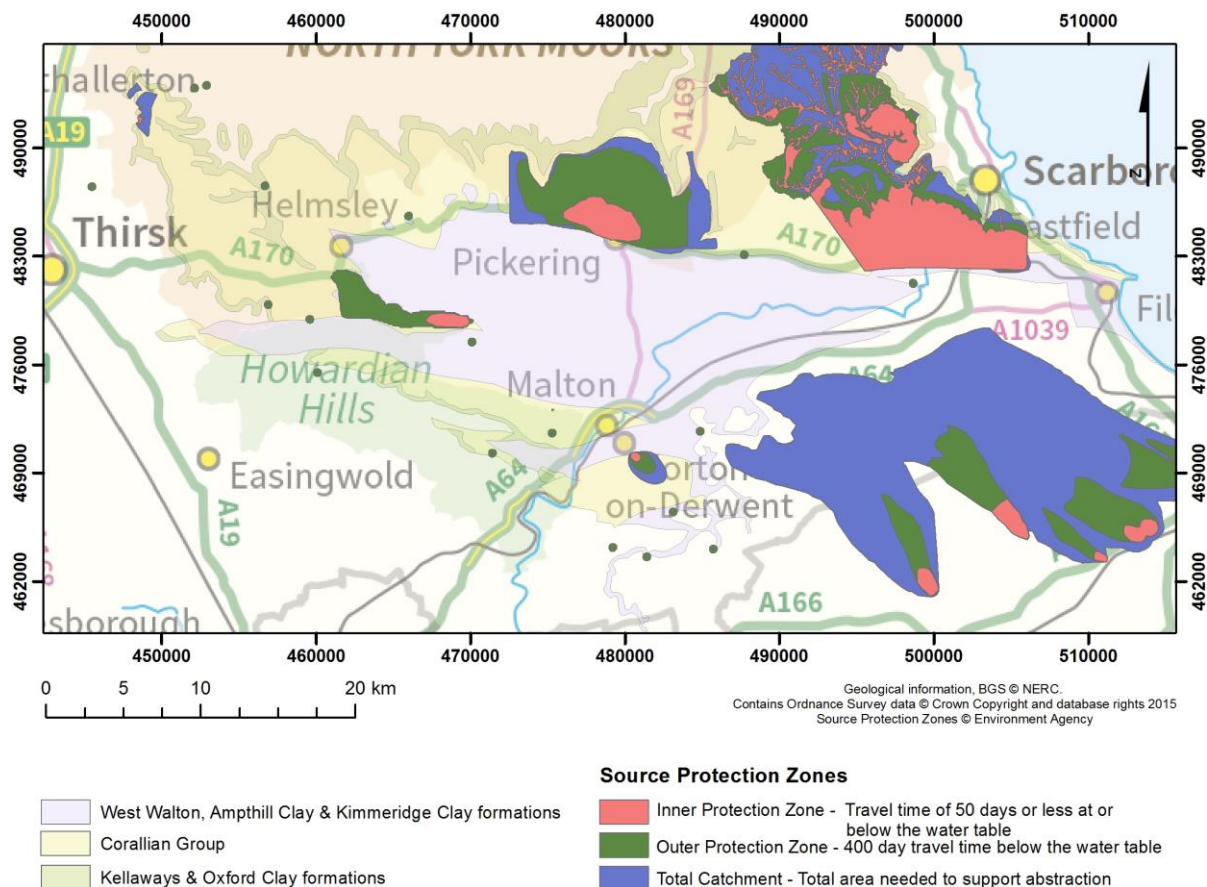 450000 460000 470000 480000 490000 500000 510000
NORTH YORK MOORS
thallerton
A169
A19
490000
490000
Scarbor
N
Helmsley
Eastfield
Thirsk
A170
A170
483000
483000
Pickering
A1039
Fil
476000
476000
Howardian
Hills
Malton
A64
469000
469000
Easingwold
A64
orton
on-Derwent
A19
462000
462000
A166
sborough
450000 460000 470000 480000 490000 500000 510000
0 5 10 20 km
Geological information, BGS © NERC.
Contains Ordnance Survey data © Crown Copyright and database rights 2015
Source Protection Zones © Environment Agency
Source Protection Zones
West Walton, Ampthill Clay & Kimmeridge Clay formations
Corallian Group
Kellaways & Oxford Clay formations
Inner Protection Zone - Travel time of 50 days or less at or
below the water table
Outer Protection Zone - 400 day travel time below the water table
Total Catchment - Total area needed to support abstraction